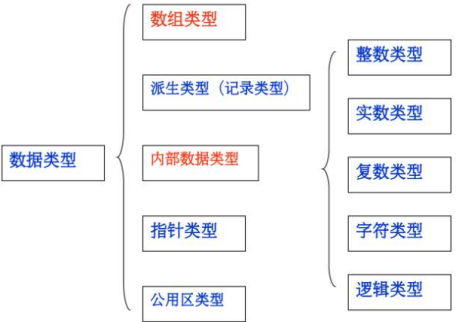 数据类型
数组类型
派生类型（记录类型）
内部数据类型
指针类型
公用区类型
整数类型
实数类型
复数类型
字符类型
逻辑类型